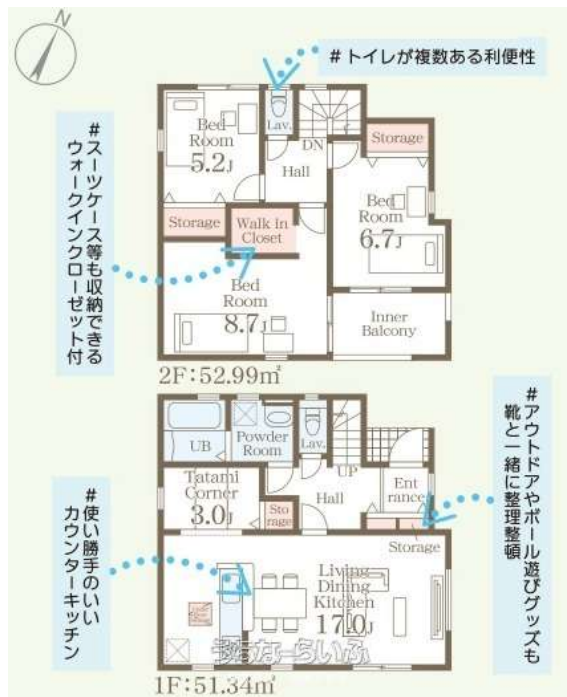 N
#トイレが複数ある利便性
#スーツケース等も収納できる
ウォークインクローゼット付
Bed
Room
5.2J
Lav.
DN
Hall
Storage
Bed
Room
6.7J
Storage
Walk in
Closet
Bed
Room
8.7J
Inner
Balcony
2F:52.99㎡
#アウトドアやボール遊びグッズも
靴と一緒に整理整頓
UB
Powder
Room
Lav.
UP
Hall
Ent
rance
Tatami
Corner
3.0J
Sto
rage
Storage
#使い勝手のいい
カウンターキッチン
Living
Dining
Kitchen
17.0J
1F:51.34㎡